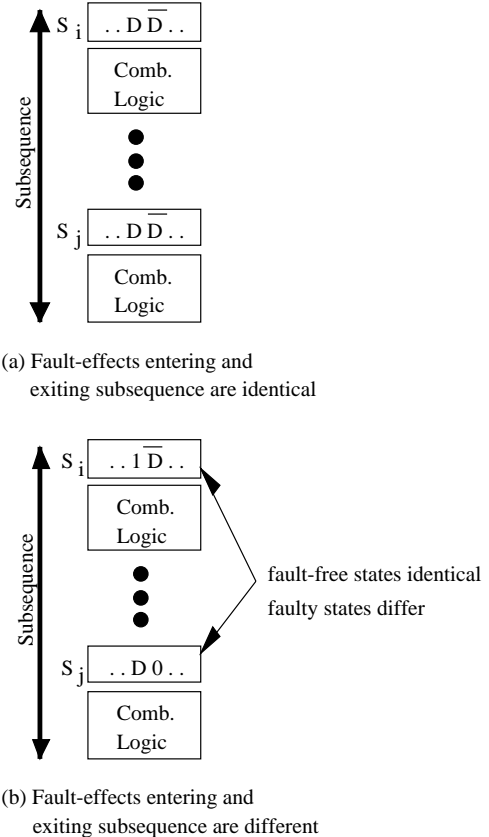 S i
. . D D̅ . .
Comb.
Logic
Subsequence
S j
. . D D̅ . .
Comb.
Logic
(a) Fault-effects entering and
exiting subsequence are identical
S i
. . 1 D̅ . .
Comb.
Logic
Subsequence
fault-free states identical
faulty states differ
S j
. . D 0 . .
Comb.
Logic
(b) Fault-effects entering and
exiting subsequence are different